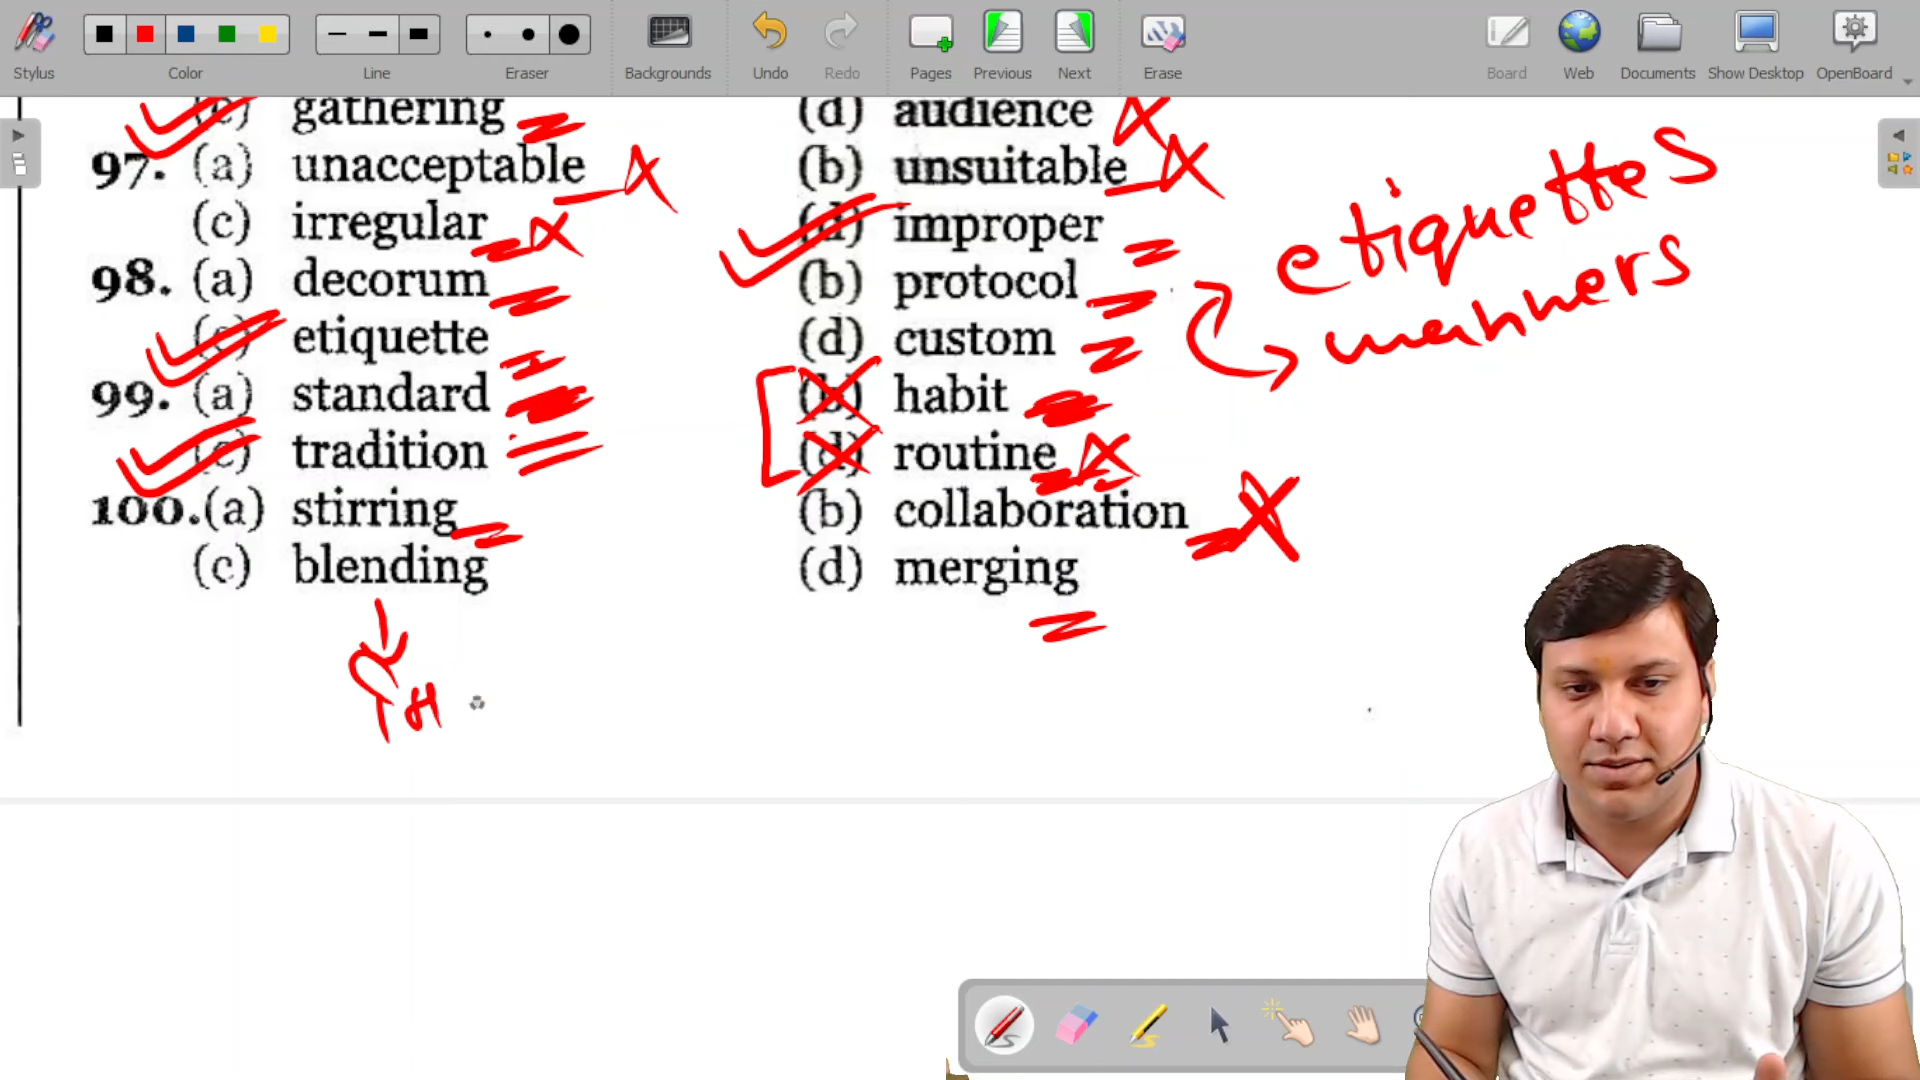 Stylus Color Line Eraser Backgrounds Undo Redo Pages Previous Next Erase Board Web Documents Show Desktop OpenBoard
(c) gathering (d) audience
97. (a) unacceptable (b) unsuitable
(c) irregular (d) improper
98. (a) decorum (b) protocol
(c) etiquette (d) custom
99. (a) standard (b) habit
(c) tradition (d) routine
100. (a) stirring (b) collaboration
(c) blending (d) merging
etiquettes
manners